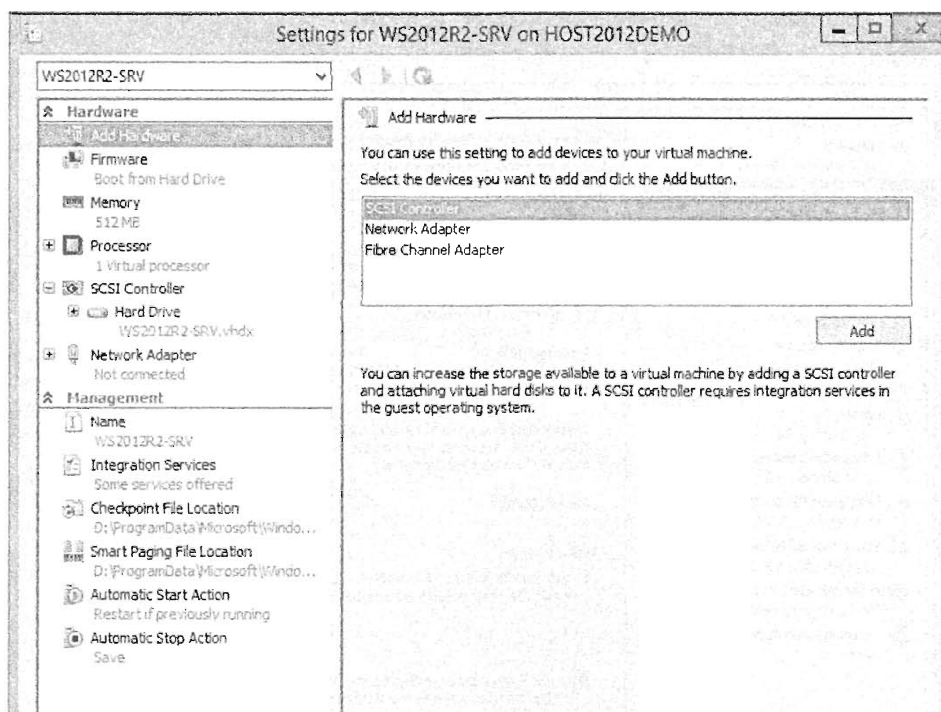 Settings for WS2012R2-SRV on HOST2012DEMO
WS2012R2-SRV
Hardware
Add Hardware
Firmware
Boot from Hard Drive
Memory
512 MB
Processor
1 Virtual processor
SCSI Controller
Hard Drive
WS2012R2-SRV.vhdx
Network Adapter
Not connected
Management
Name
WS2012R2-SRV
Integration Services
Some services offered
Checkpoint File Location
D:\ProgramData\Microsoft\Windo...
Smart Paging File Location
D:\ProgramData\Microsoft\Windo...
Automatic Start Action
Restart if previously running
Automatic Stop Action
Save
Add Hardware
You can use this setting to add devices to your virtual machine.
Select the devices you want to add and click the Add button.
SCSI Controller
Network Adapter
Fibre Channel Adapter
Add
You can increase the storage available to a virtual machine by adding a SCSI controller
and attaching virtual hard disks to it. A SCSI controller requires integration services in
the guest operating system.